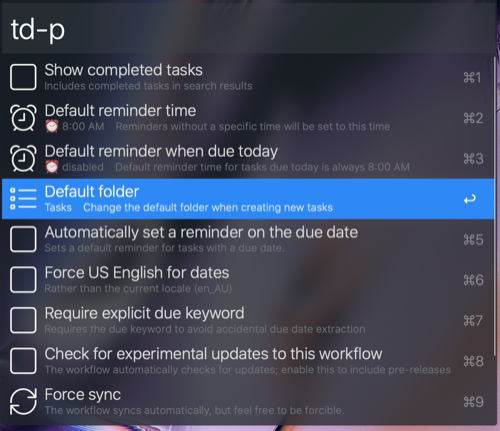 td-p
Show completed tasks
Includes completed tasks in search results
⌘1
Default reminder time
⏰ 8:00 AM Reminders without a specific time will be set to this time
⌘2
Default reminder when due today
⏰ disabled Default reminder time for tasks due today is always 8:00 AM
⌘3
Default folder
Tasks Change the default folder when creating new tasks
Automatically set a reminder on the due date
Sets a default reminder for tasks with a due date.
⌘5
Force US English for dates
Rather than the current locale (en_AU)
⌘6
Require explicit due keyword
Requires the due keyword to avoid accidental due date extraction
⌘7
Check for experimental updates to this workflow
The workflow automatically checks for updates; enable this to include pre-releases
⌘8
Force sync
The workflow syncs automatically, but feel free to be forcible.
⌘9